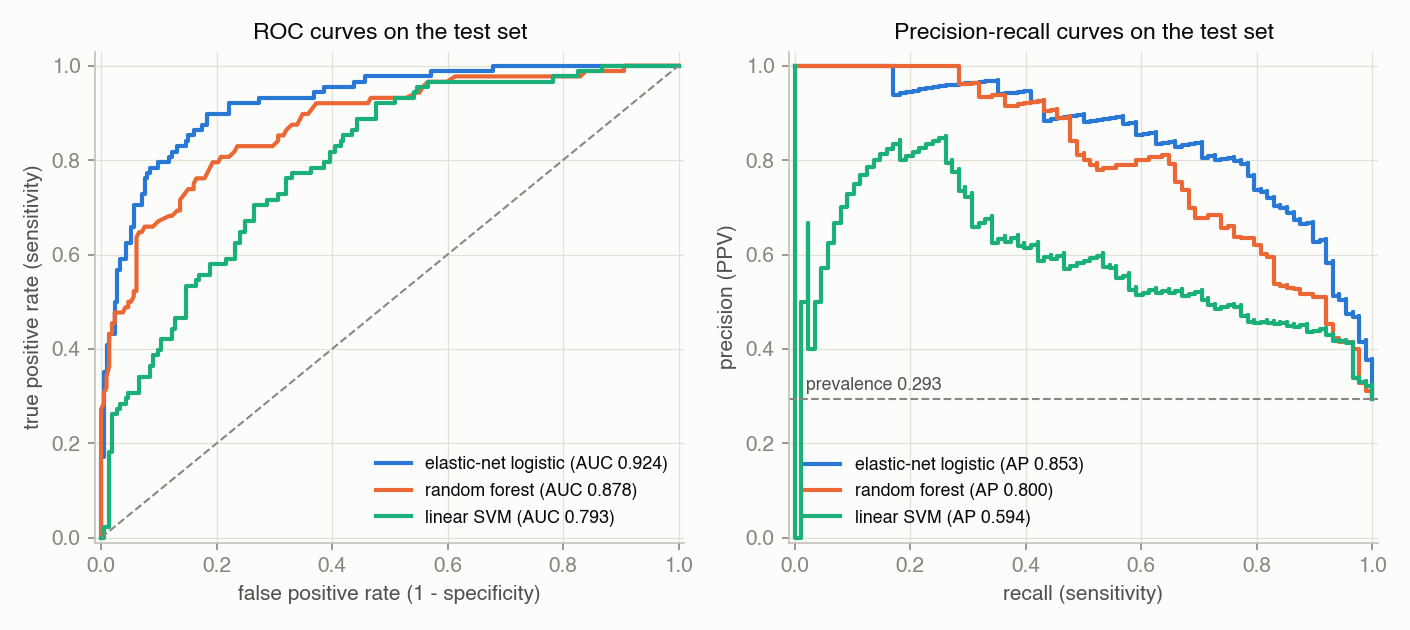 ROC curves on the test set
1.0
0.8
0.6
0.4
0.2
0.0
true positive rate (sensitivity)
elastic-net logistic (AUC 0.924)
random forest (AUC 0.878)
linear SVM (AUC 0.793)
0.0 0.2 0.4 0.6 0.8 1.0
false positive rate (1 - specificity)
Precision-recall curves on the test set
1.0
0.8
0.6
0.4
0.2
0.0
precision (PPV)
prevalence 0.293
elastic-net logistic (AP 0.853)
random forest (AP 0.800)
linear SVM (AP 0.594)
0.0 0.2 0.4 0.6 0.8 1.0
recall (sensitivity)